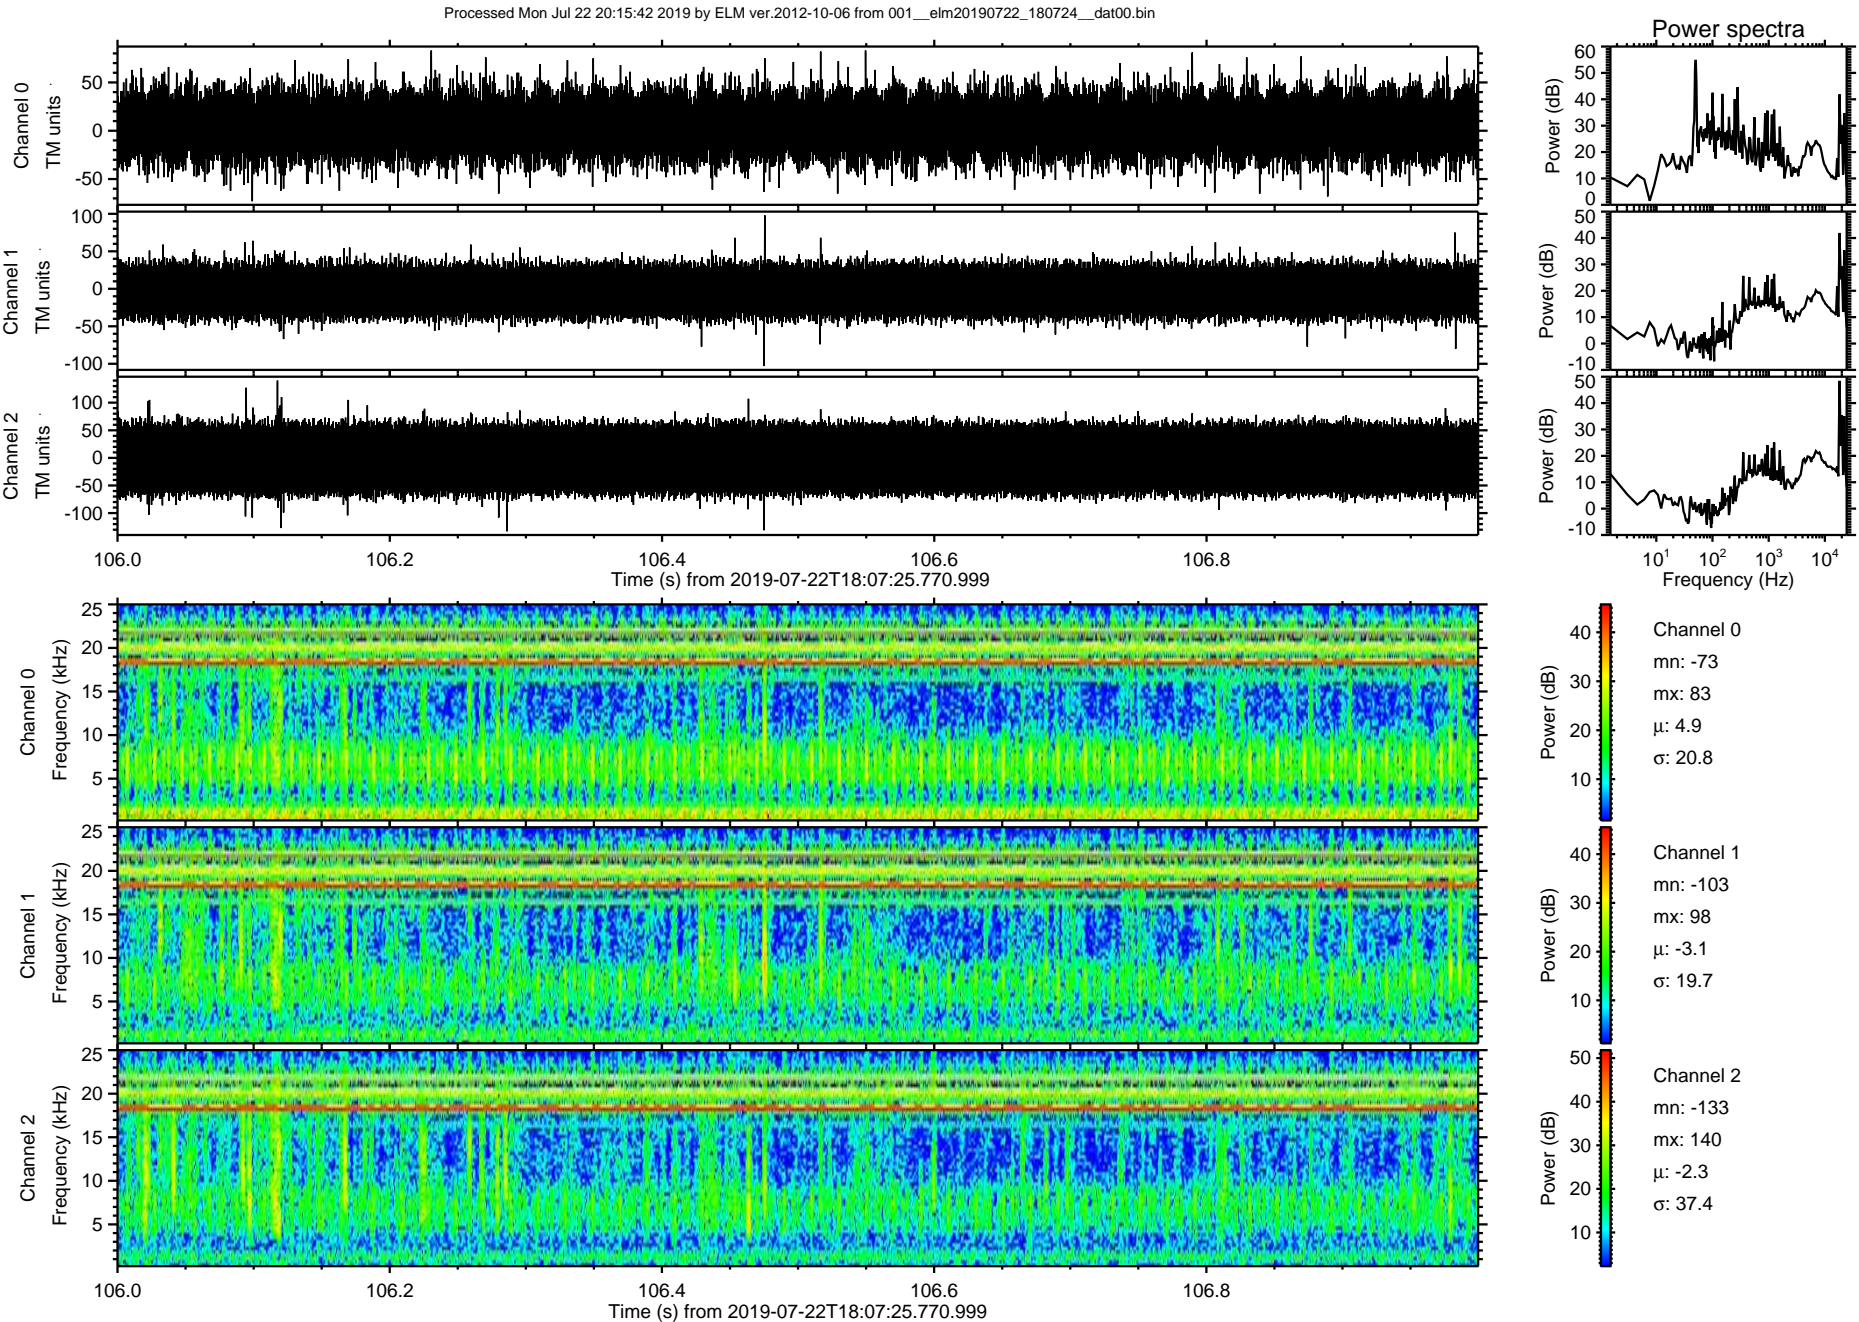 Processed Mon Jul 22 20:15:42 2019 by ELM ver.2012-10-06 from 001__elm20190722_180724__dat00.bin
Power spectra
Channel 0
TM units
50
0
-50
Power (dB)
60
50
40
30
20
10
0
Channel 1
TM units
100
50
0
-50
-100
Power (dB)
50
40
30
20
10
0
-10
Channel 2
TM units
100
50
0
-50
-100
Power (dB)
50
40
30
20
10
0
-10
106.0 106.2 106.4 106.6 106.8
Time (s) from 2019-07-22T18:07:25.770.999
10^1 10^2 10^3 10^4
Frequency (Hz)
Channel 0
Frequency (kHz)
25
20
15
10
5
Power (dB)
40
30
20
10
Channel 0
mn: -73
mx: 83
μ: 4.9
σ: 20.8
Channel 1
Frequency (kHz)
25
20
15
10
5
Power (dB)
40
30
20
10
Channel 1
mn: -103
mx: 98
μ: -3.1
σ: 19.7
Channel 2
Frequency (kHz)
25
20
15
10
5
Power (dB)
50
40
30
20
10
Channel 2
mn: -133
mx: 140
μ: -2.3
σ: 37.4
106.0 106.2 106.4 106.6 106.8
Time (s) from 2019-07-22T18:07:25.770.999